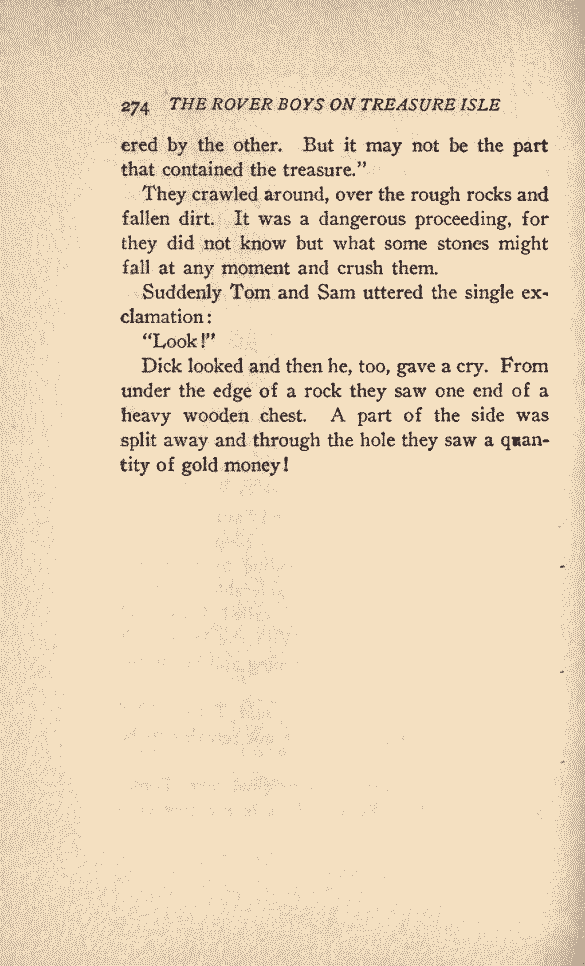 274 THE ROVER BOYS ON TREASURE ISLE
ered by the other. But it may not be the part
that contained the treasure.”
They crawled around, over the rough rocks and
fallen dirt. It was a dangerous proceeding, for
they did not know but what some stones might
fall at any moment and crush them.
Suddenly Tom and Sam uttered the single ex-
clamation:
“Look!”
Dick looked and then he, too, gave a cry. From
under the edge of a rock they saw one end of a
heavy wooden chest. A part of the side was
split away and through the hole they saw a quan-
tity of gold money!